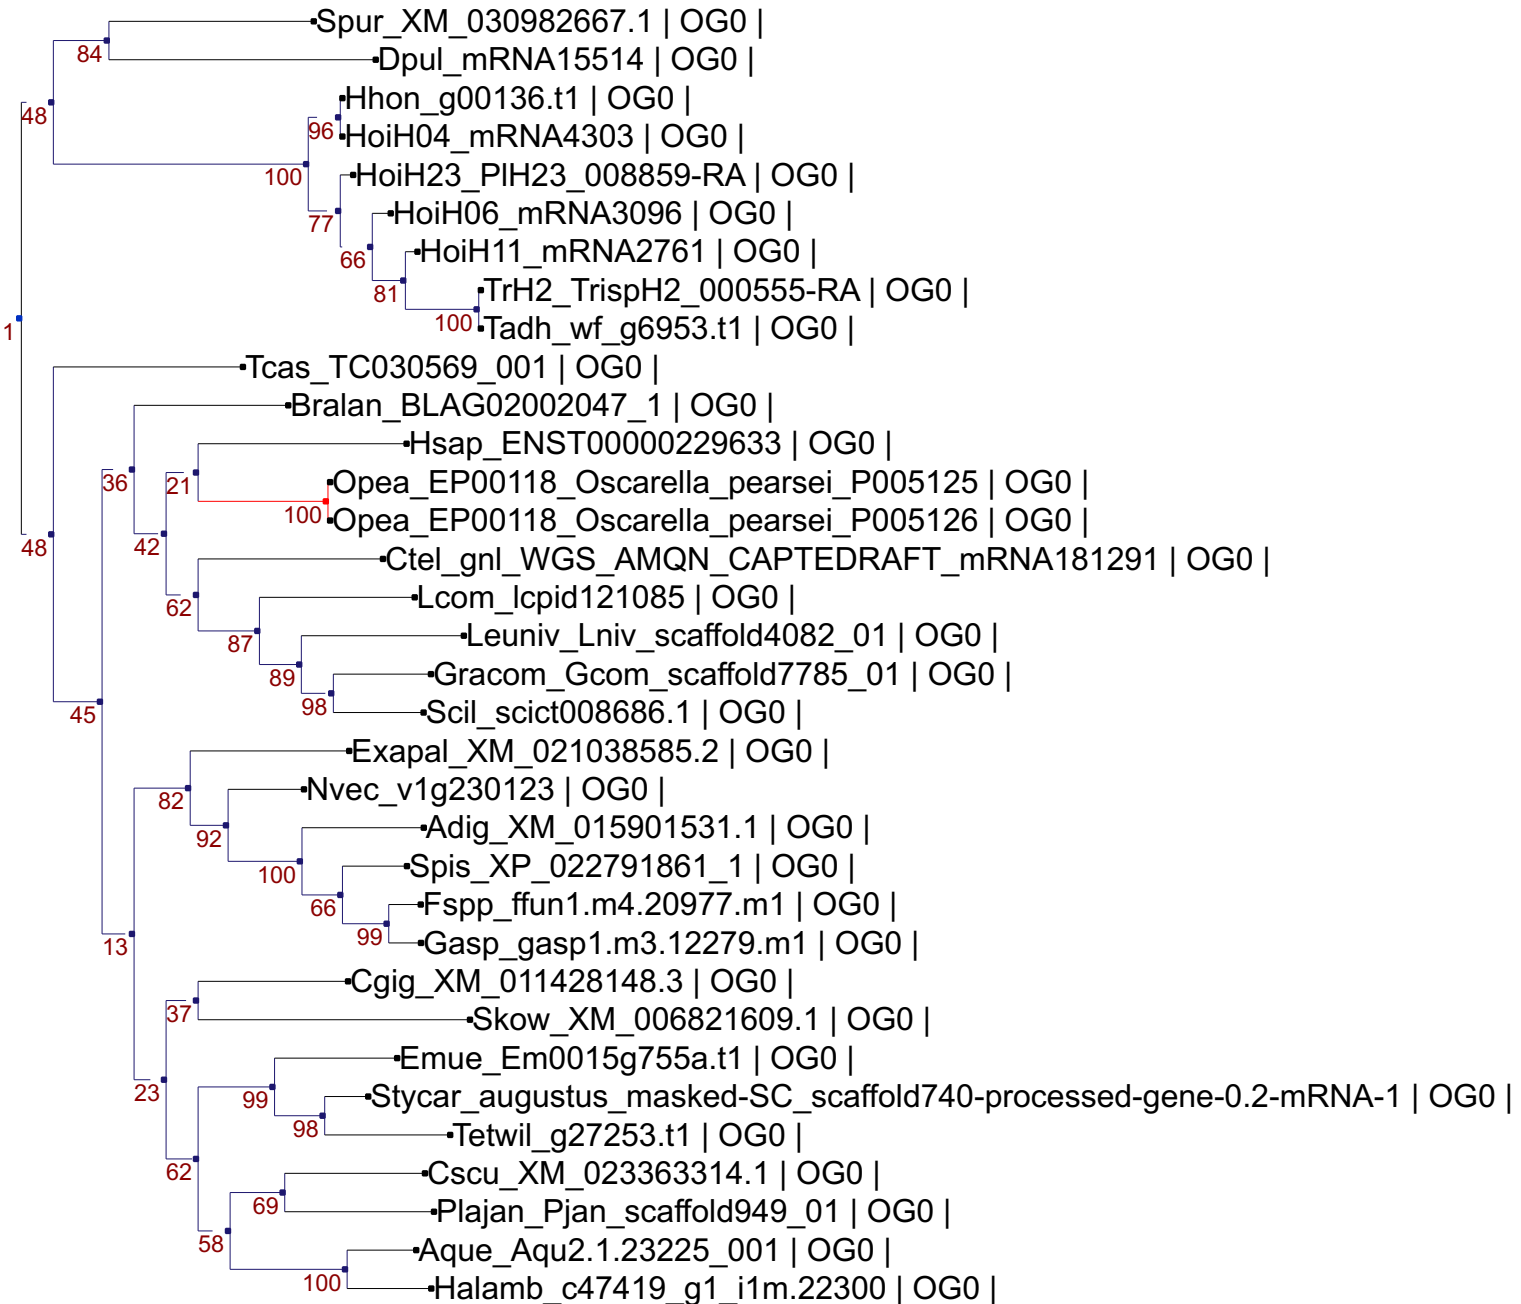 Spur_XM_030982667.1 | OG0 |
84
Dpul_mRNA15514 | OG0 |
Hhon_g00136.t1 | OG0 |
48
96
HoiH04_mRNA4303 | OG0 |
100
HoiH23_PlH23_008859-RA | OG0 |
77
HoiH06_mRNA3096 | OG0 |
66
HoiH11_mRNA2761 | OG0 |
81
TrH2_TrispH2_000555-RA | OG0 |
100
Tadh_wf_g6953.t1 | OG0 |
1
Tcas_TC030569_001 | OG0 |
Bralan_BLAG02002047_1 | OG0 |
Hsap_ENST00000229633 | OG0 |
36
21
Opea_EP00118_Oscarella_pearsei_P005125 | OG0 |
100
Opea_EP00118_Oscarella_pearsei_P005126 | OG0 |
48
42
Ctel_gnl_WGS_AMQN_CAPTEDRAFT_mRNA181291 | OG0 |
62
Lcom_lcpid121085 | OG0 |
87
Leuniv_Lniv_scaffold4082_01 | OG0 |
89
Gracom_Gcom_scaffold7785_01 | OG0 |
98
Scil_scict008686.1 | OG0 |
45
Exapal_XM_021038585.2 | OG0 |
82
Nvec_v1g230123 | OG0 |
92
Adig_XM_015901531.1 | OG0 |
100
Spis_XP_022791861_1 | OG0 |
66
Fspp_ffun1.m4.20977.m1 | OG0 |
99
Gasp_gasp1.m3.12279.m1 | OG0 |
13
Cgig_XM_011428148.3 | OG0 |
37
Skow_XM_006821609.1 | OG0 |
Emue_Em0015g755a.t1 | OG0 |
23
99
Stycar_augustus_masked-SC_scaffold740-processed-gene-0.2-mRNA-1 | OG0 |
98
Tetwil_g27253.t1 | OG0 |
62
Cscu_XM_023363314.1 | OG0 |
69
Plajan_Pjan_scaffold949_01 | OG0 |
58
Aque_Aqu2.1.23225_001 | OG0 |
100
Halamb_c47419_g1_i1m.22300 | OG0 |